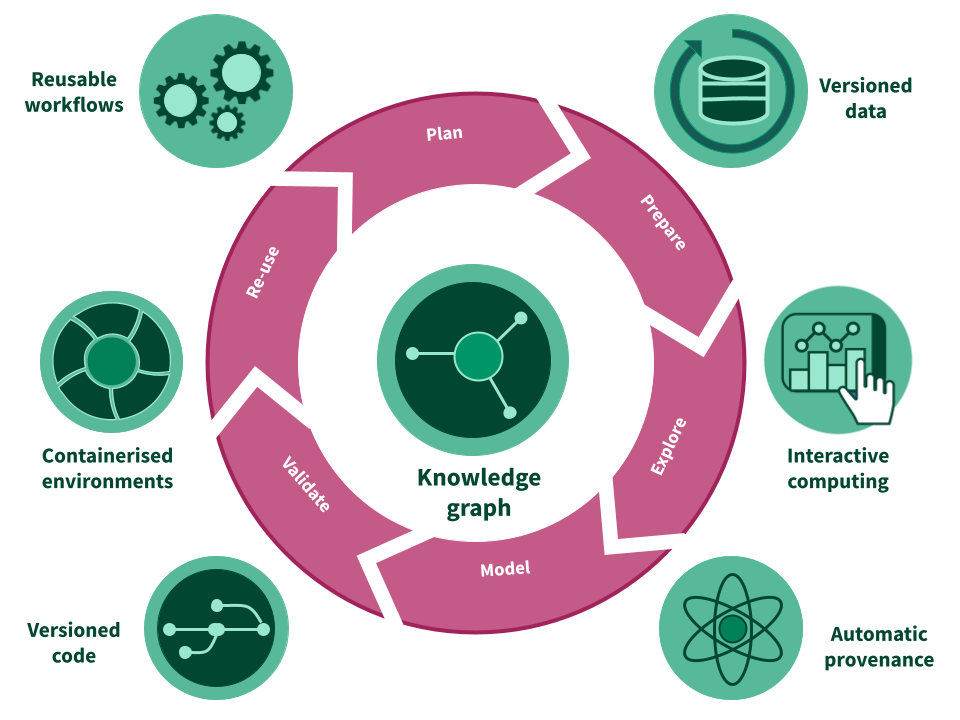 Reusable
workflows
Versioned
data
Plan
Prepare
Re-use
Explore
Knowledge
graph
Containerised
environments
Interactive
computing
Validate
Model
Versioned
code
Automatic
provenance